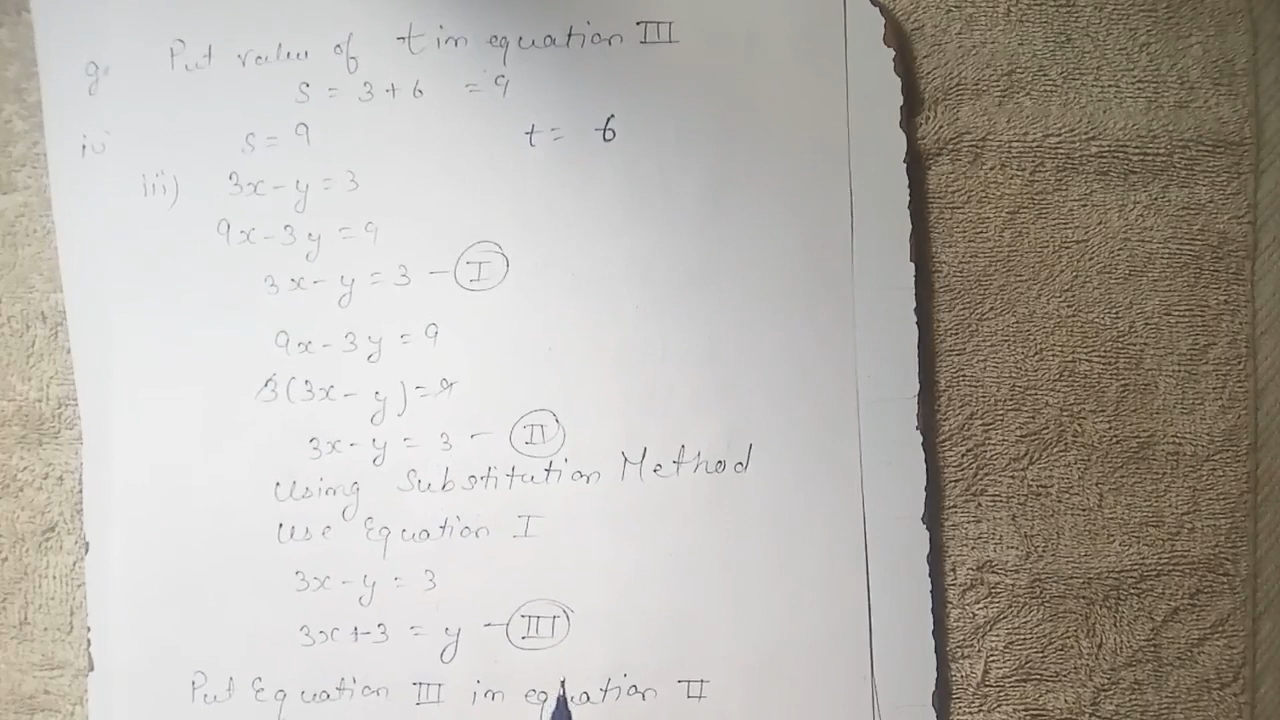 g. Put value of t in equation III
S = 3 + 6 = 9
iv S = 9 t = 6
iii) 3x - y = 3
9x - 3y = 9
3x - y = 3 - I
9x - 3y = 9
3(3x - y) = 9
3x - y = 3 - II
Using Substitution Method
Use Equation I
3x - y = 3
3x + -3 = y - III
Put Equation III in equation II